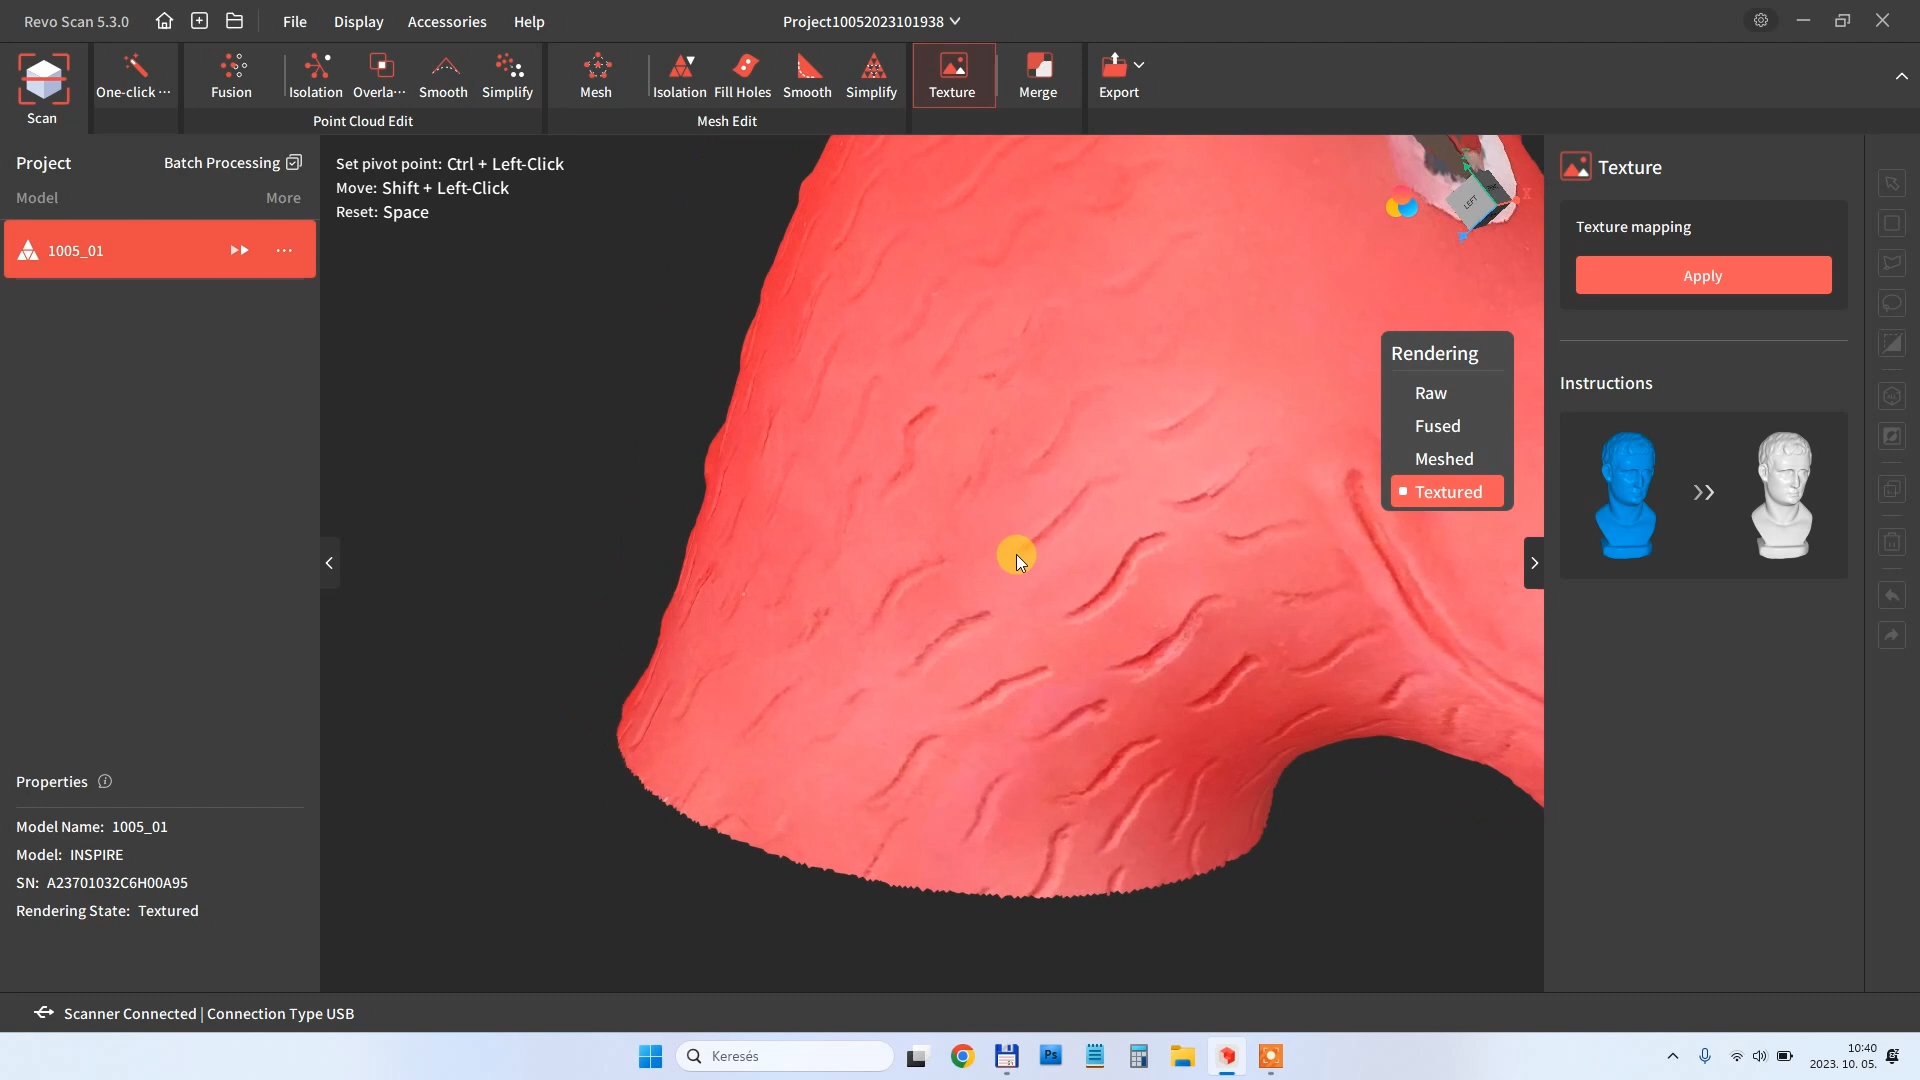 Revo Scan 5.3.0
File
Display
Accessories
Help
Project10052023101938
Scan
One-click ···
Fusion
Isolation
Overla···
Smooth
Simplify
Point Cloud Edit
Mesh
Isolation
Fill Holes
Smooth
Simplify
Mesh Edit
Texture
Merge
Export
Project
Batch Processing
Model
More
1005_01
Set pivot point: Ctrl + Left-Click
Move: Shift + Left-Click
Reset: Space
LEFT
X
Rendering
Raw
Fused
Meshed
Textured
Texture
Texture mapping
Apply
Instructions
Properties
Model Name: 1005_01
Model: INSPIRE
SN: A23701032C6H00A95
Rendering State: Textured
Scanner Connected | Connection Type USB
Keresés
Ps
10:40
2023. 10. 05.